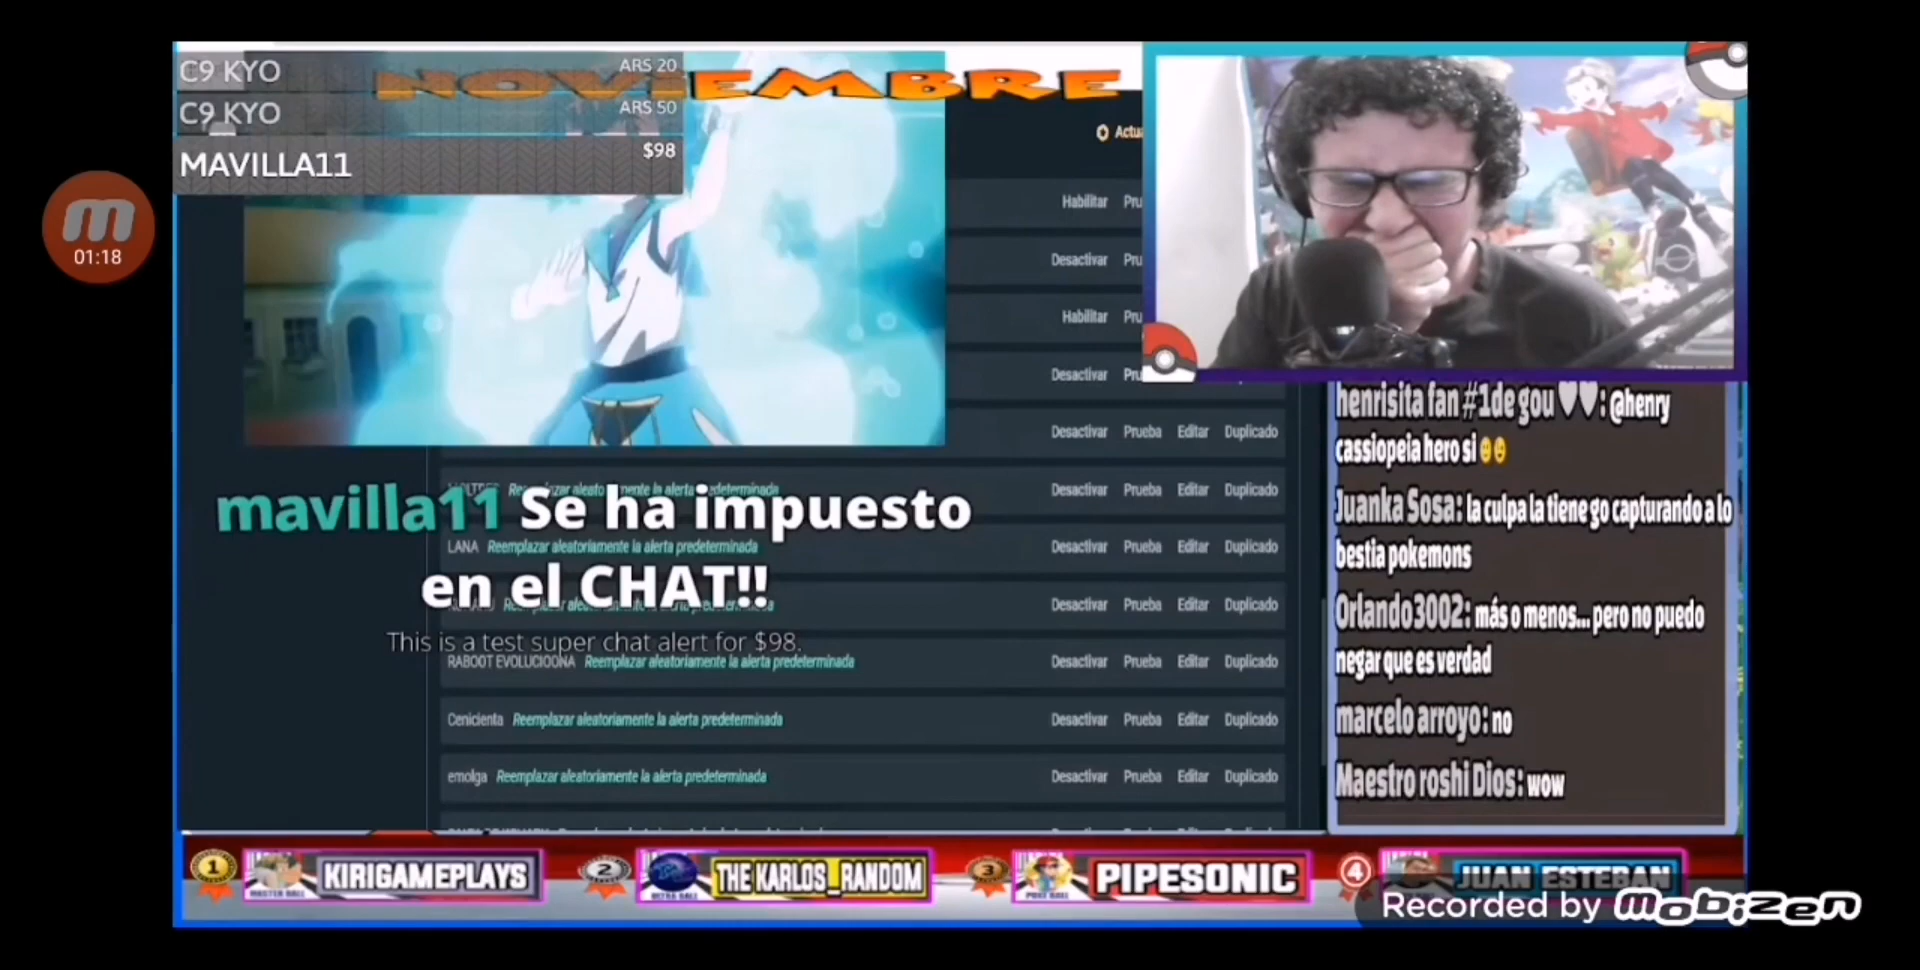 C9 KYO
ARS 20
C9 KYO
ARS 50
MAVILLA11
$98
NOVIEMBRE
01:18
Habilitar
Desactivar
Habilitar
Desactivar
Desactivar Prueba Editar Duplicado
Desactivar Prueba Editar Duplicado
mavilla11 Se ha impuesto
LANA Reemplazar aleatoriamente la alerta predeterminada Desactivar Prueba Editar Duplicado
en el CHAT!!
Desactivar Prueba Editar Duplicado
This is a test super chat alert for $98.
RABOOT EVOLUCIOONA Reemplazar aleatoriamente la alerta predeterminada Desactivar Prueba Editar Duplicado
Cenicienta Reemplazar aleatoriamente la alerta predeterminada Desactivar Prueba Editar Duplicado
emolga Reemplazar aleatoriamente la alerta predeterminada Desactivar Prueba Editar Duplicado
henrisita fan #1de gou ♥♥: @henry
cassiopeia hero si
Juanka Sosa: la culpa la tiene go capturando a lo
bestia pokemons
Orlando3002: más o menos... pero no puedo
negar que es verdad
marcelo arroyo: no
Maestro roshi Dios: wow
1 KIRIGAMEPLAYS
2 THE KARLOS_RANDOM
3 PIPESONIC
4 JUAN ESTEBAN
MASTER BALL
ULTRA BALL
POKE BALL
Recorded by mobizen